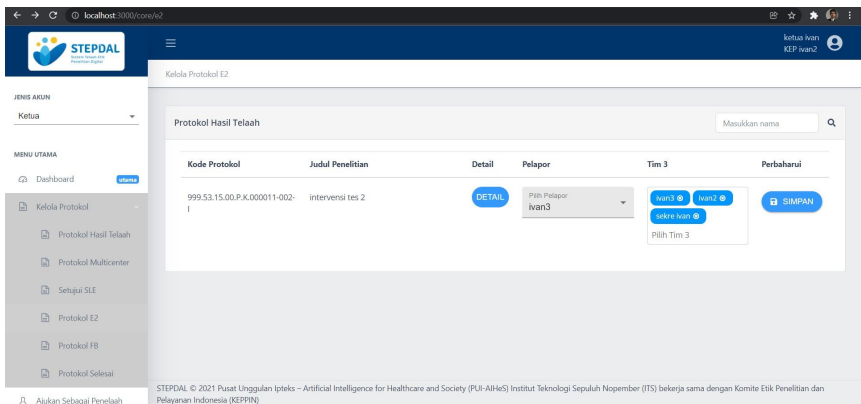 localhost:3000/core/e2
STEPDAL
Sistem Telaah Etik
Penelitian Digital
ketua ivan
KEP ivan2
Kelola Protokol E2
JENIS AKUN
Ketua
MENU UTAMA
Dashboard
utama
Kelola Protokol
Protokol Hasil Telaah
Protokol Multicenter
Setujui SLE
Protokol E2
Protokol FB
Protokol Selesai
Ajukan Sebagai Penelaah
Protokol Hasil Telaah
Masukkan nama
Kode Protokol Judul Penelitian Detail Pelapor Tim 3 Perbaharui
999.53.15.00.P.K.000011-002-
I
intervensi tes 2
DETAIL
Pilih Pelapor
ivan3
ivan3 ivan2
sekre ivan
Pilih Tim 3
SIMPAN
STEPDAL © 2021 Pusat Unggulan Ipteks – Artificial Intelligence for Healthcare and Society (PUI-AIHeS) Institut Teknologi Sepuluh Nopember (ITS) bekerja sama dengan Komite Etik Penelitian dan
Pelayanan Indonesia (KEPPIN)